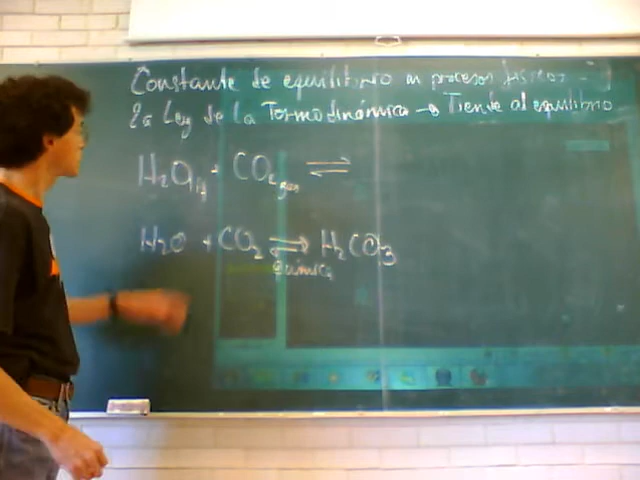 Constante de equilibrio en procesos físicos
2a Ley de la Termodinámica → Tiende al equilibrio
H₂O liq + CO₂ gas ⇌
H₂O + CO₂ ⇌ H₂CO₃
química